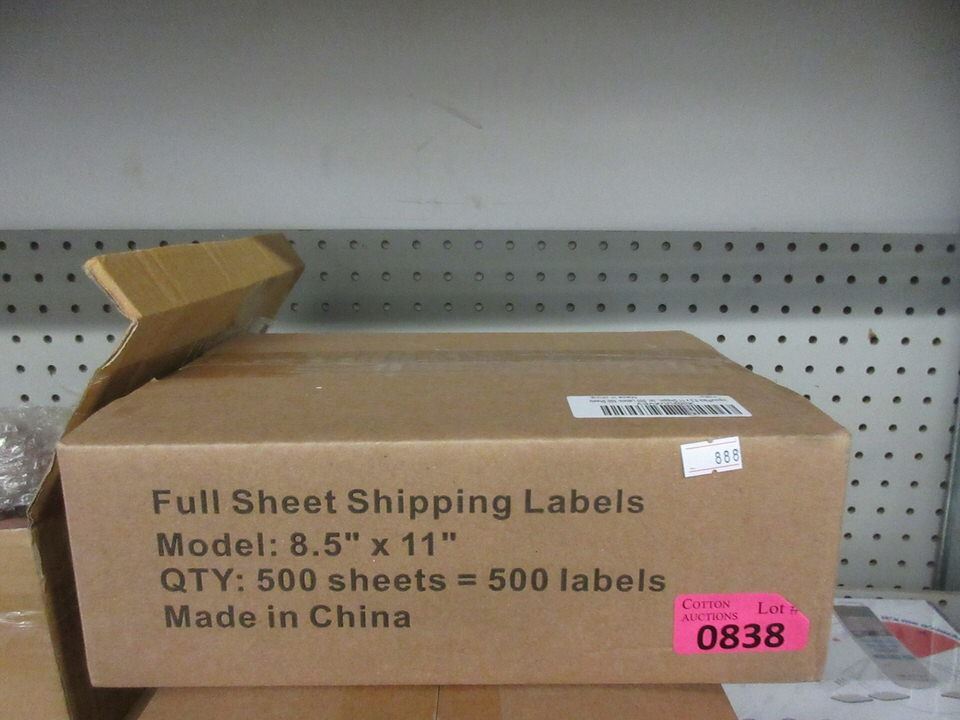 888
Full Sheet Shipping Labels
Model: 8.5" x 11"
QTY: 500 sheets = 500 labels
Made in China
COTTON AUCTIONS Lot #
0838